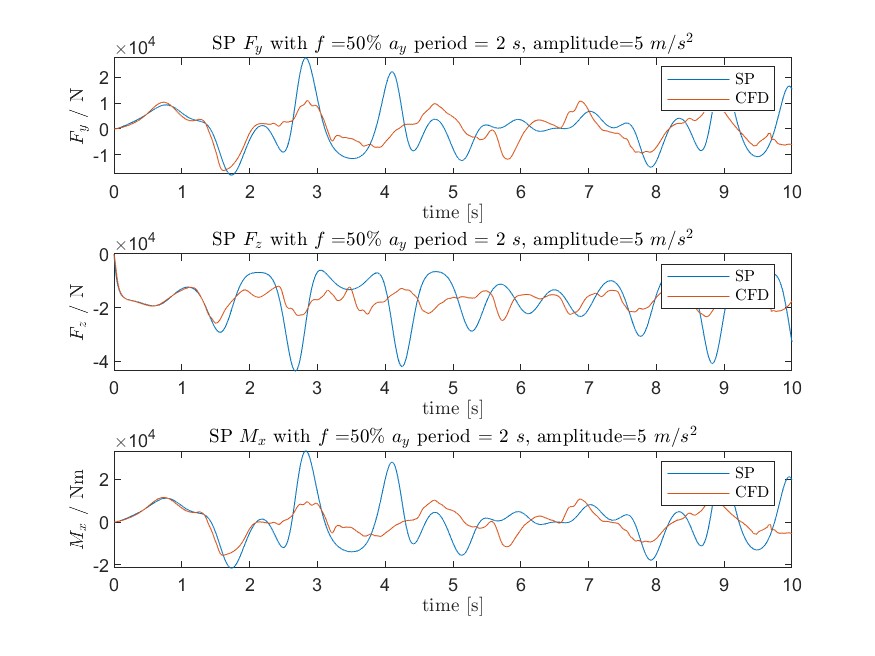 SP F_y with f =50% a_y period = 2 s, amplitude=5 m/s²
×10⁴
2
1
0
-1
F_y / N
SP
CFD
0 1 2 3 4 5 6 7 8 9 10
time [s]
SP F_z with f =50% a_y period = 2 s, amplitude=5 m/s²
×10⁴
0
-2
-4
F_z / N
SP
CFD
0 1 2 3 4 5 6 7 8 9 10
time [s]
SP M_x with f =50% a_y period = 2 s, amplitude=5 m/s²
×10⁴
2
0
-2
M_x / Nm
SP
CFD
0 1 2 3 4 5 6 7 8 9 10
time [s]